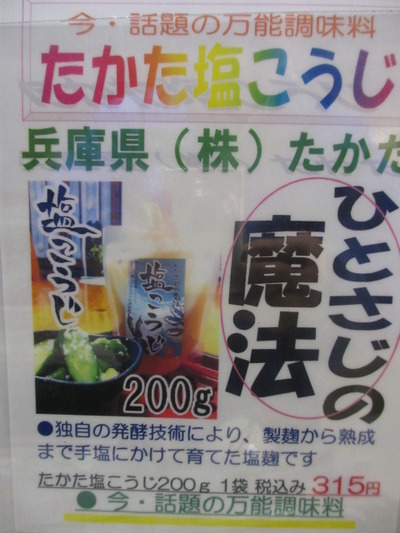 今・話題の万能調味料
たかた塩こうじ
兵庫県（株）たかた
ひとさじの
魔法
塩こうじ
塩こうじ
200g
●独自の発酵技術により、製麹から熟成
まで手塩にかけて育てた塩麹です
たかた塩こうじ200g 1袋 税込み 315円
●今・話題の万能調味料